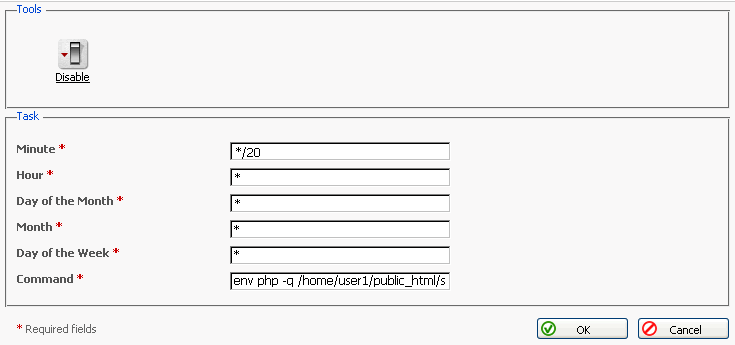 Tools
Disable
Task
Minute * */20
Hour * *
Day of the Month * *
Month * *
Day of the Week * *
Command * env php -q /home/user1/public_html/s
* Required fields
OK
Cancel